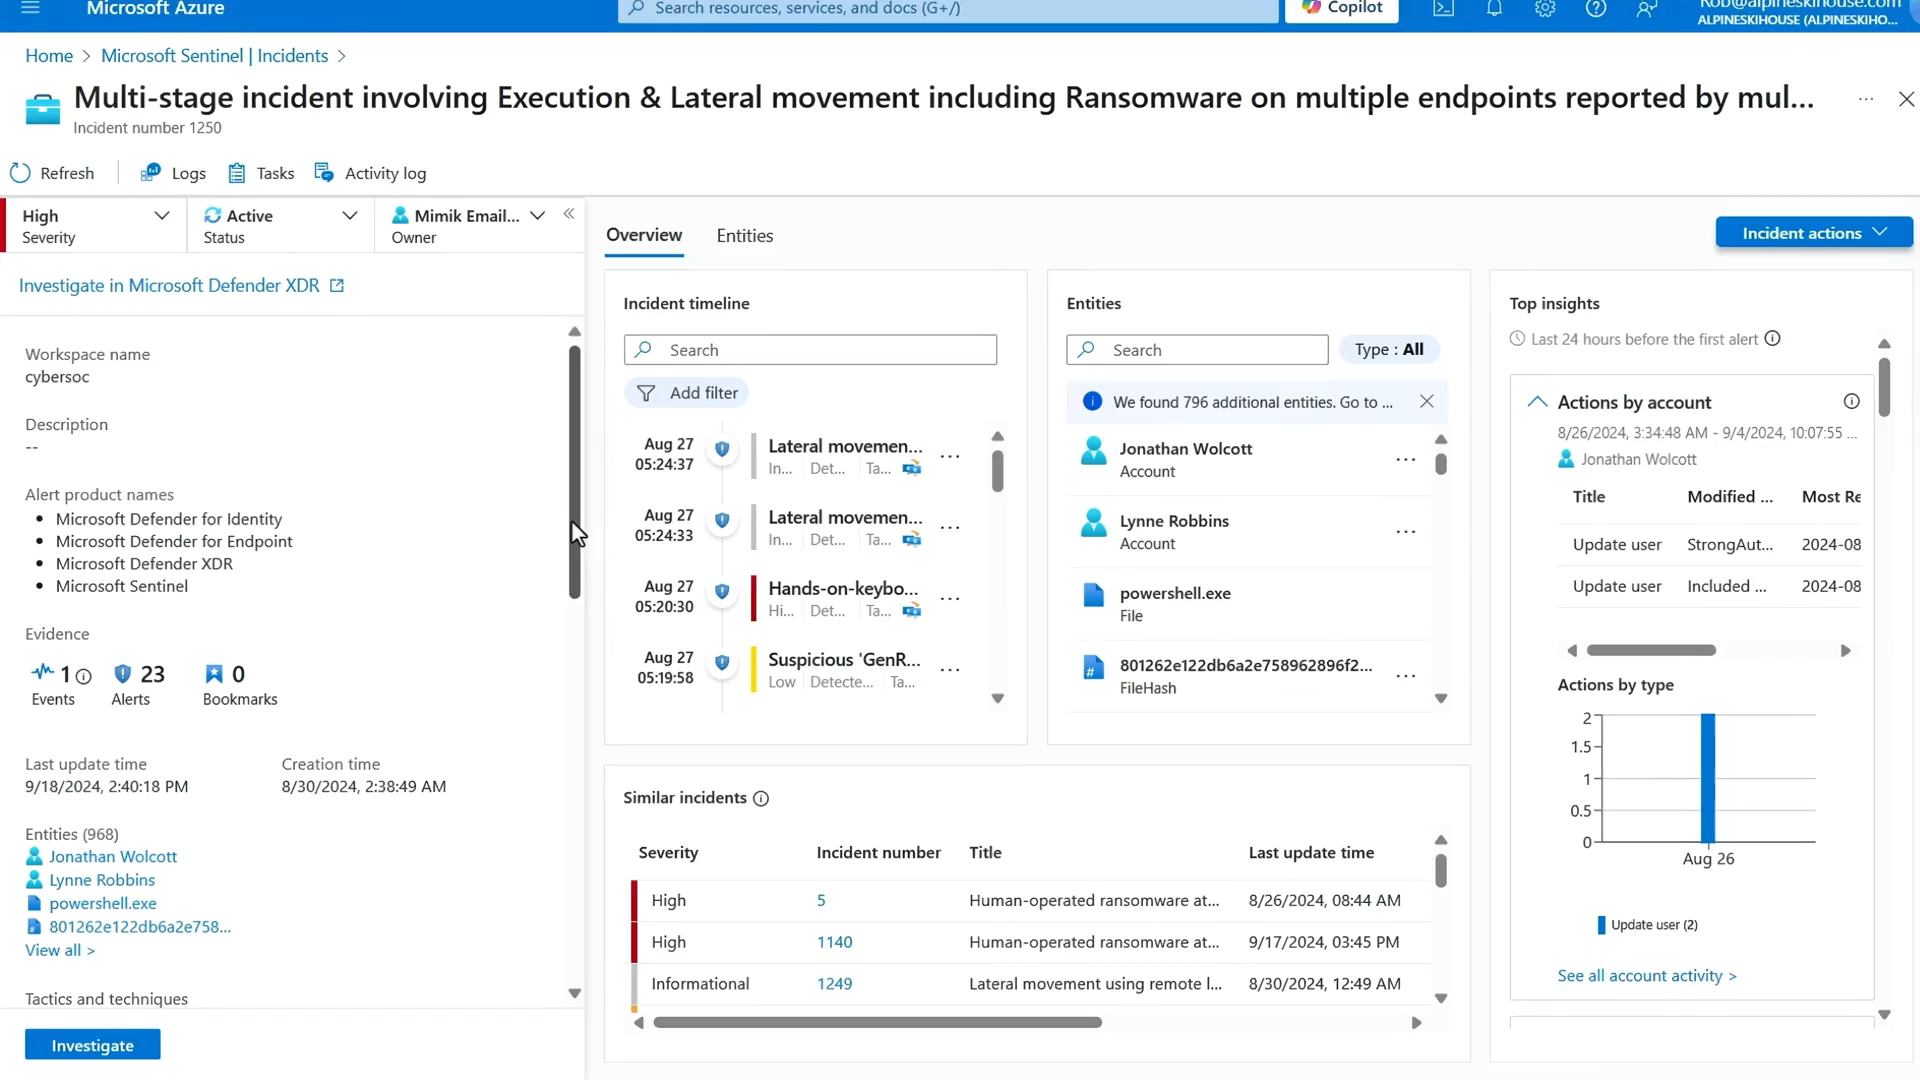 Microsoft Azure
Search resources, services, and docs (G+/)
Copilot
Rob@alpineskihouse.com
ALPINESKIHOUSE (ALPINESKIHO...
Home > Microsoft Sentinel | Incidents >
Multi-stage incident involving Execution & Lateral movement including Ransomware on multiple endpoints reported by mul...
Incident number 1250
Refresh
Logs
Tasks
Activity log
High
Severity
Active
Status
Mimik Email...
Owner
Investigate in Microsoft Defender XDR
Workspace name
cybersoc
Description
--
Alert product names
• Microsoft Defender for Identity
• Microsoft Defender for Endpoint
• Microsoft Defender XDR
• Microsoft Sentinel
Evidence
1
Events
23
Alerts
0
Bookmarks
Last update time
9/18/2024, 2:40:18 PM
Creation time
8/30/2024, 2:38:49 AM
Entities (968)
Jonathan Wolcott
Lynne Robbins
powershell.exe
801262e122db6a2e758...
View all >
Tactics and techniques
Investigate
Overview
Entities
Incident actions
Incident timeline
Search
Add filter
Aug 27
05:24:37
Lateral movemen...
In... Det... Ta...
Aug 27
05:24:33
Lateral movemen...
In... Det... Ta...
Aug 27
05:20:30
Hands-on-keybo...
Hi... Det... Ta...
Aug 27
05:19:58
Suspicious 'GenR...
Low Detecte... Ta...
Entities
Search
Type : All
We found 796 additional entities. Go to ...
Jonathan Wolcott
Account
Lynne Robbins
Account
powershell.exe
File
801262e122db6a2e758962896f2...
FileHash
Similar incidents
Severity Incident number Title Last update time
High 5 Human-operated ransomware at... 8/26/2024, 08:44 AM
High 1140 Human-operated ransomware at... 9/17/2024, 03:45 PM
Informational 1249 Lateral movement using remote l... 8/30/2024, 12:49 AM
Top insights
Last 24 hours before the first alert
Actions by account
8/26/2024, 3:34:48 AM - 9/4/2024, 10:07:55 ...
Jonathan Wolcott
Title Modified ... Most Re
Update user StrongAut... 2024-08
Update user Included ... 2024-08
Actions by type
2
1.5
1
0.5
0
Aug 26
Update user (2)
See all account activity >